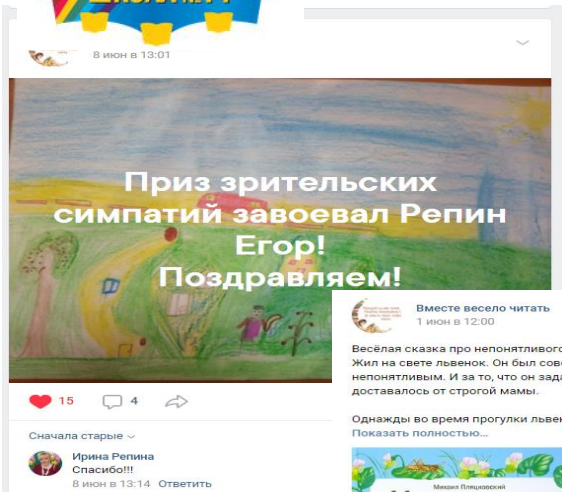 8 июн в 13:01
Приз зрительских
симпатий завоевал Репин
Егор!
Поздравляем!
15
4
Сначала старые
Ирина Репина
Спасибо!!!
8 июн в 13:14 Ответить
Вместе весело читать
1 июн в 12:00
Весёлая сказка про непонятливого
Жил на свете львенок. Он был сов
непонятливым. И за то, что он зад
доставалось от строгой мамы.
Однажды во время прогулки льве
Показать полностью...
Михаил Пляцковский